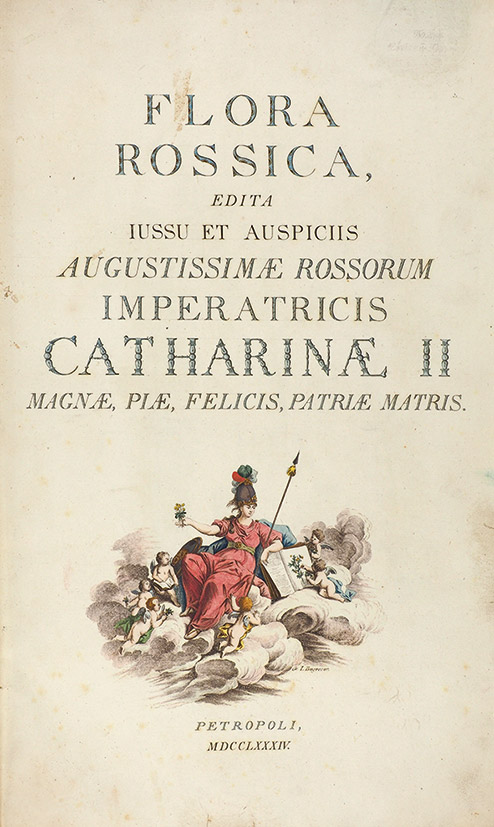 FLORA
ROSSICA,
EDITA
IUSSU ET AUSPICIIS
AUGUSTISSIMÆ ROSSORUM
IMPERATRICIS
CATHARINÆ II
MAGNÆ, PIÆ, FELICIS, PATRIÆ MATRIS.
PETROPOLI,
MDCCLXXXIV.